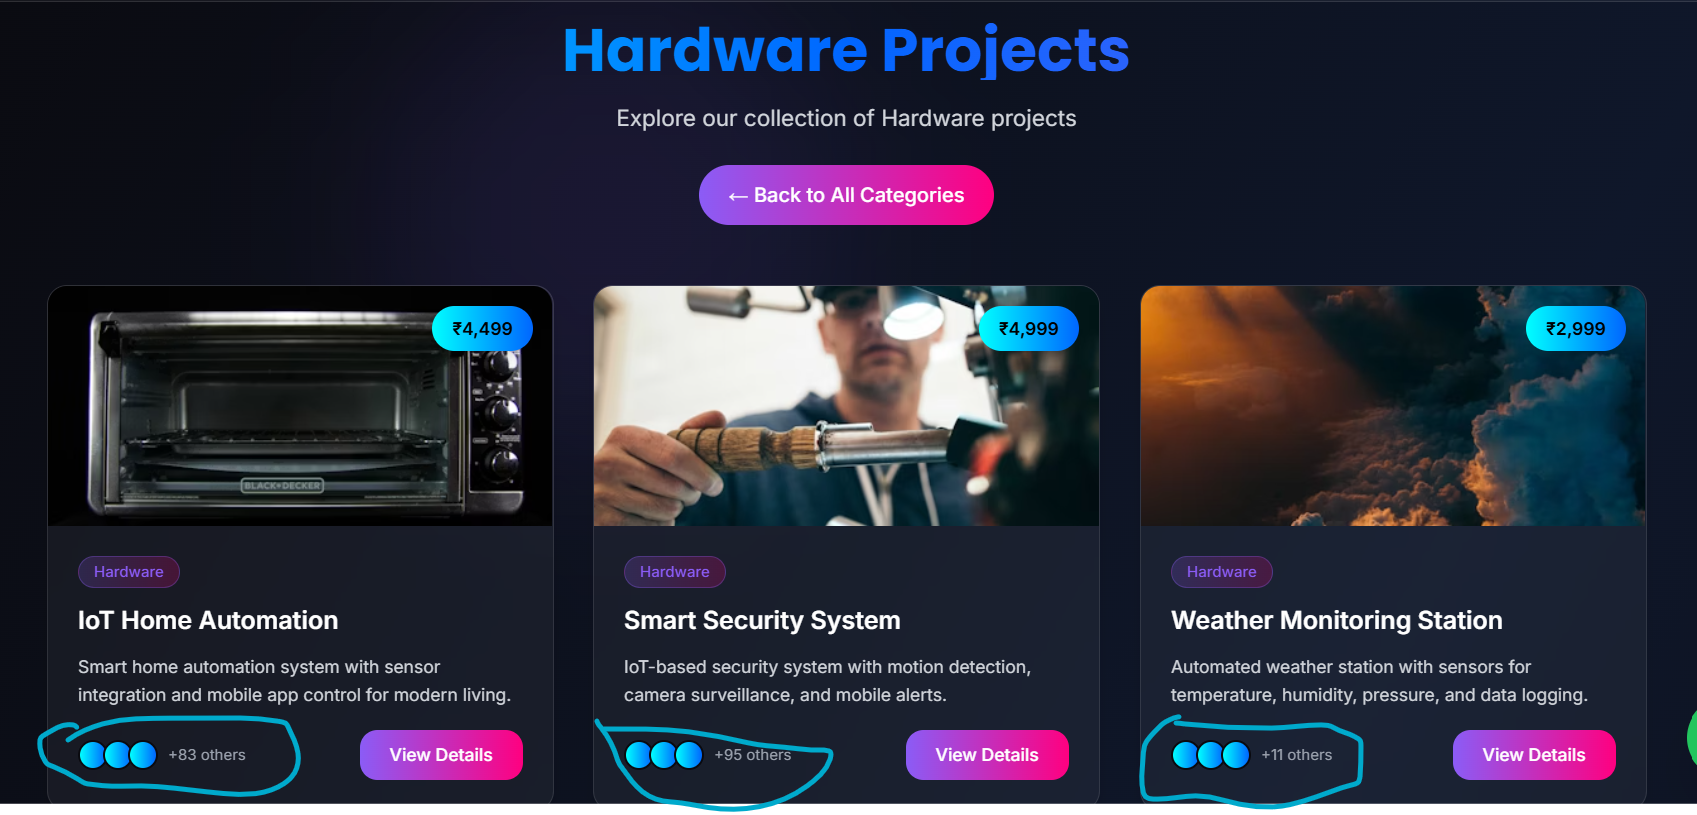 Hardware Projects
Explore our collection of Hardware projects
← Back to All Categories
₹4,499
BLACK+DECKER
Hardware
IoT Home Automation
Smart home automation system with sensor
integration and mobile app control for modern living.
+83 others
View Details
₹4,999
Hardware
Smart Security System
IoT-based security system with motion detection,
camera surveillance, and mobile alerts.
+95 others
View Details
₹2,999
Hardware
Weather Monitoring Station
Automated weather station with sensors for
temperature, humidity, pressure, and data logging.
+11 others
View Details